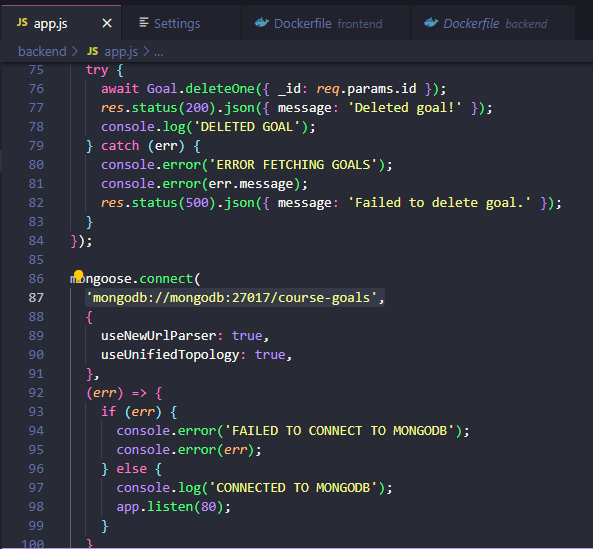 JS app.js × Settings Dockerfile frontend Dockerfile backend
backend > JS app.js > ...
75 try {
76 await Goal.deleteOne({ _id: req.params.id });
77 res.status(200).json({ message: 'Deleted goal!' });
78 console.log('DELETED GOAL');
79 } catch (err) {
80 console.error('ERROR FETCHING GOALS');
81 console.error(err.message);
82 res.status(500).json({ message: 'Failed to delete goal.' });
83 }
84 });
85
86 mongoose.connect(
87 'mongodb://mongodb:27017/course-goals',
88 {
89 useNewUrlParser: true,
90 useUnifiedTopology: true,
91 },
92 (err) => {
93 if (err) {
94 console.error('FAILED TO CONNECT TO MONGODB');
95 console.error(err);
96 } else {
97 console.log('CONNECTED TO MONGODB');
98 app.listen(80);
99 }
100 }